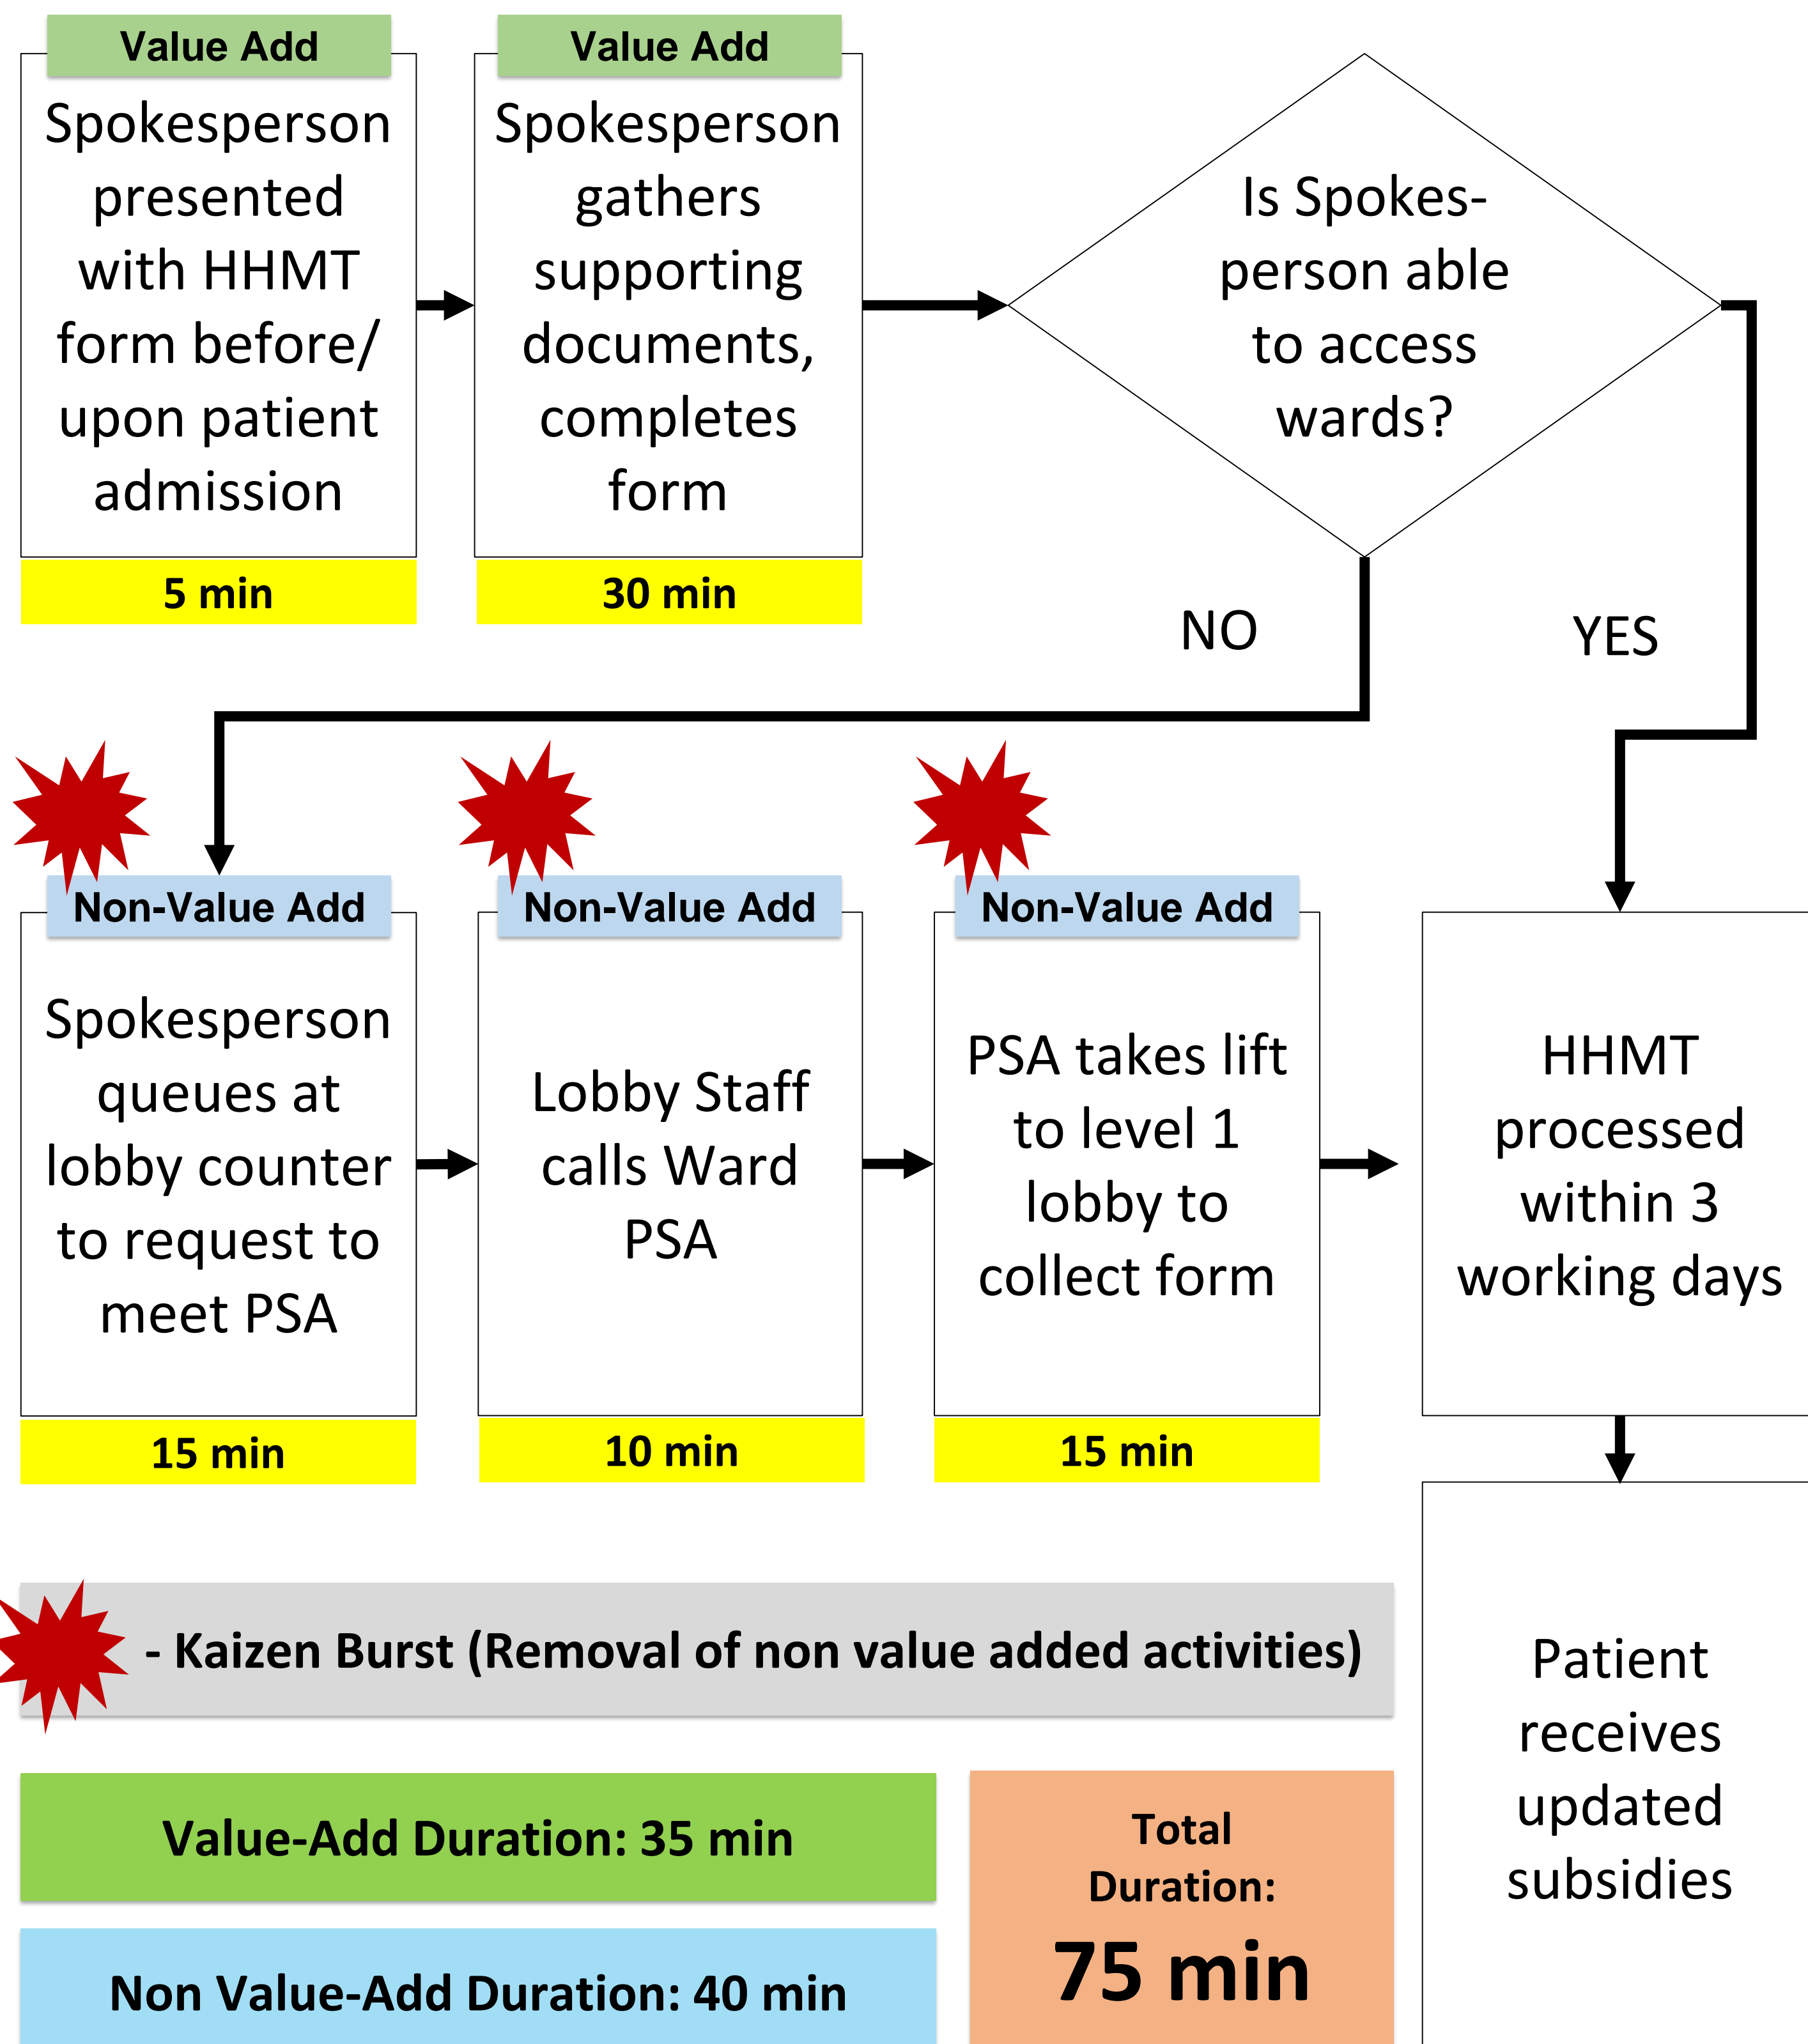 Value Add
Spokesperson
presented
with HHMT
form before/
upon patient
admission
5 min
Value Add
Spokesperson
gathers
supporting
documents,
completes
form
30 min
Is Spokes-
person able
to access
wards?
NO
YES
Non-Value Add
Spokesperson
queues at
lobby counter
to request to
meet PSA
15 min
Non-Value Add
Lobby Staff
calls Ward
PSA
10 min
Non-Value Add
PSA takes lift
to level 1
lobby to
collect form
15 min
HHMT
processed
within 3
working days
Patient
receives
updated
subsidies
- Kaizen Burst (Removal of non value added activities)
Value-Add Duration: 35 min
Non Value-Add Duration: 40 min
Total
Duration:
75 min